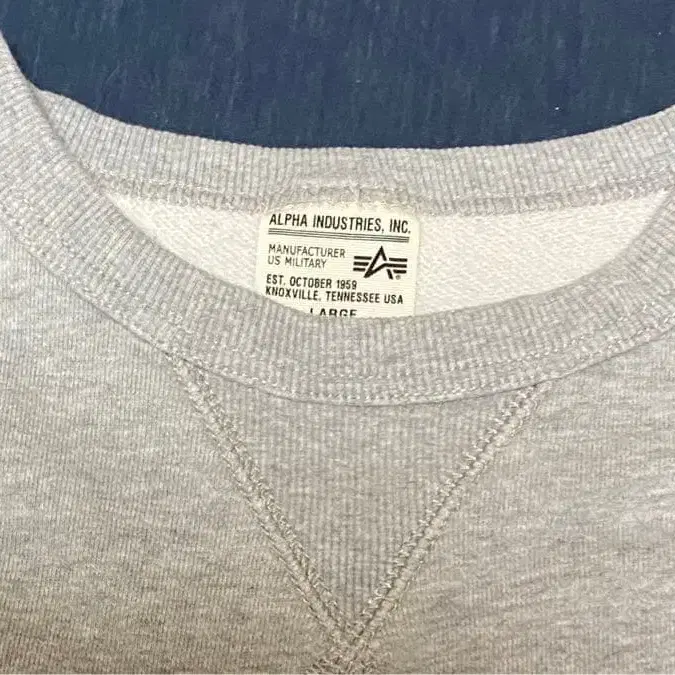 ALPHA INDUSTRIES, INC.
MANUFACTURER
US MILITARY
EST. OCTOBER 1959
KNOXVILLE, TENNESSEE USA
LARGE